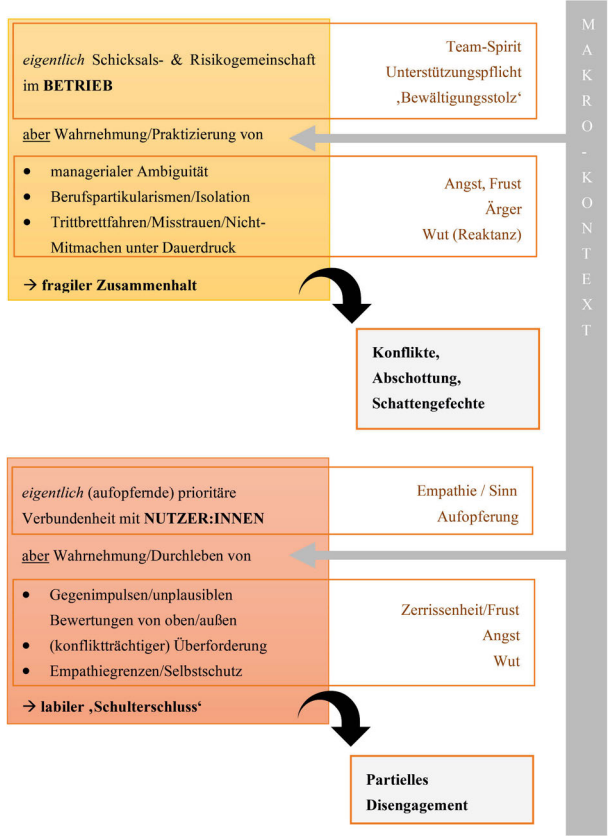 eigentlich Schicksals- & Risikogemeinschaft
im BETRIEB
Team-Spirit
Unterstützungspflicht
‚Bewältigungsstolz‘
aber Wahrnehmung/Praktizierung von
● managerialer Ambiguität
● Berufspartikularismen/Isolation
● Trittbrettfahren/Misstrauen/Nicht-
Mitmachen unter Dauerdruck
Angst, Frust
Ärger
Wut (Reaktanz)
→ fragiler Zusammenhalt
Konflikte,
Abschottung,
Schattengefechte
eigentlich (aufopfernde) prioritäre
Verbundenheit mit NUTZER:INNEN
Empathie / Sinn
Aufopferung
aber Wahrnehmung/Durchleben von
● Gegenimpulsen/unplausiblen
Bewertungen von oben/außen
● (konfliktträchtiger) Überforderung
● Empathiegrenzen/Selbstschutz
Zerrissenheit/Frust
Angst
Wut
→ labiler ‚Schulterschluss‘
Partielles
Disengagement
MAKRO-KONTEXT